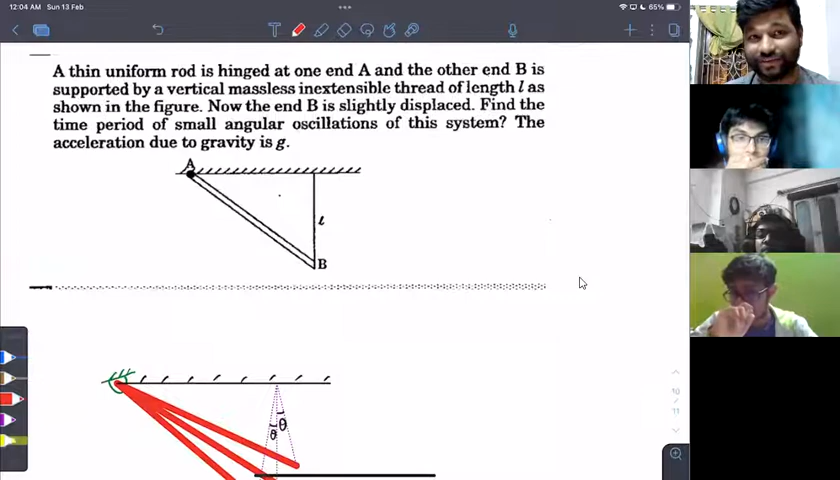 12:04 AM Sun 13 Feb
65%
A thin uniform rod is hinged at one end A and the other end B is
supported by a vertical massless inextensible thread of length l as
shown in the figure. Now the end B is slightly displaced. Find the
time period of small angular oscillations of this system? The
acceleration due to gravity is g.
A
l
B
θ
θ
10
11